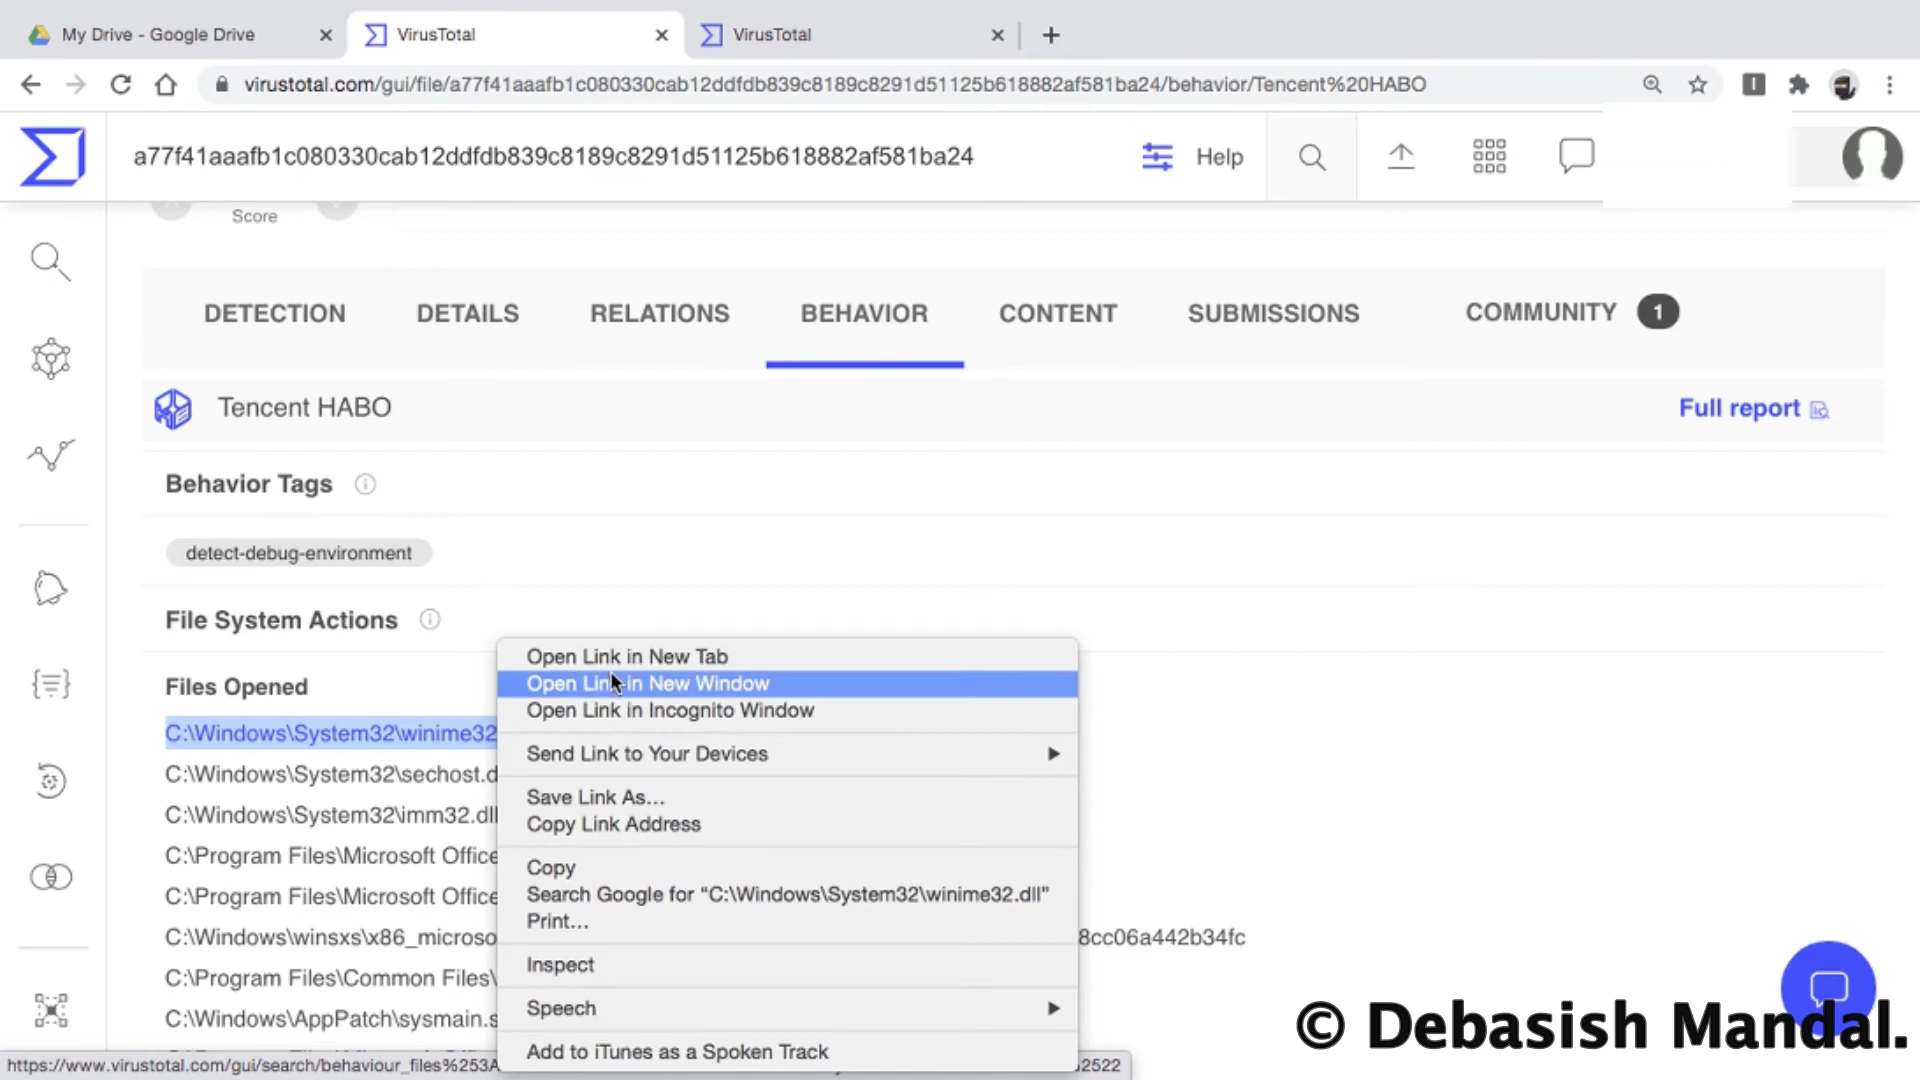 My Drive - Google Drive
VirusTotal
VirusTotal
virustotal.com/gui/file/a77f41aaafb1c080330cab12ddfdb839c8189c8291d51125b618882af581ba24/behavior/Tencent%20HABO
a77f41aaafb1c080330cab12ddfdb839c8189c8291d51125b618882af581ba24
Help
Score
DETECTION DETAILS RELATIONS BEHAVIOR CONTENT SUBMISSIONS COMMUNITY 1
Tencent HABO
Full report
Behavior Tags
detect-debug-environment
File System Actions
Files Opened
C:\Windows\System32\winime32
C:\Windows\System32\sechost.d
C:\Windows\System32\imm32.dll
C:\Program Files\Microsoft Office
C:\Program Files\Microsoft Office
C:\Windows\winsxs\x86_microso 8cc06a442b34fc
C:\Program Files\Common Files\
C:\Windows\AppPatch\sysmain.s
Open Link in New Tab
Open Link in New Window
Open Link in Incognito Window
Send Link to Your Devices
Save Link As...
Copy Link Address
Copy
Search Google for “C:\Windows\System32\winime32.dll”
Print...
Inspect
Speech
Add to iTunes as a Spoken Track
https://www.virustotal.com/gui/search/behaviour_files%253A 2522
© Debasish Mandal.